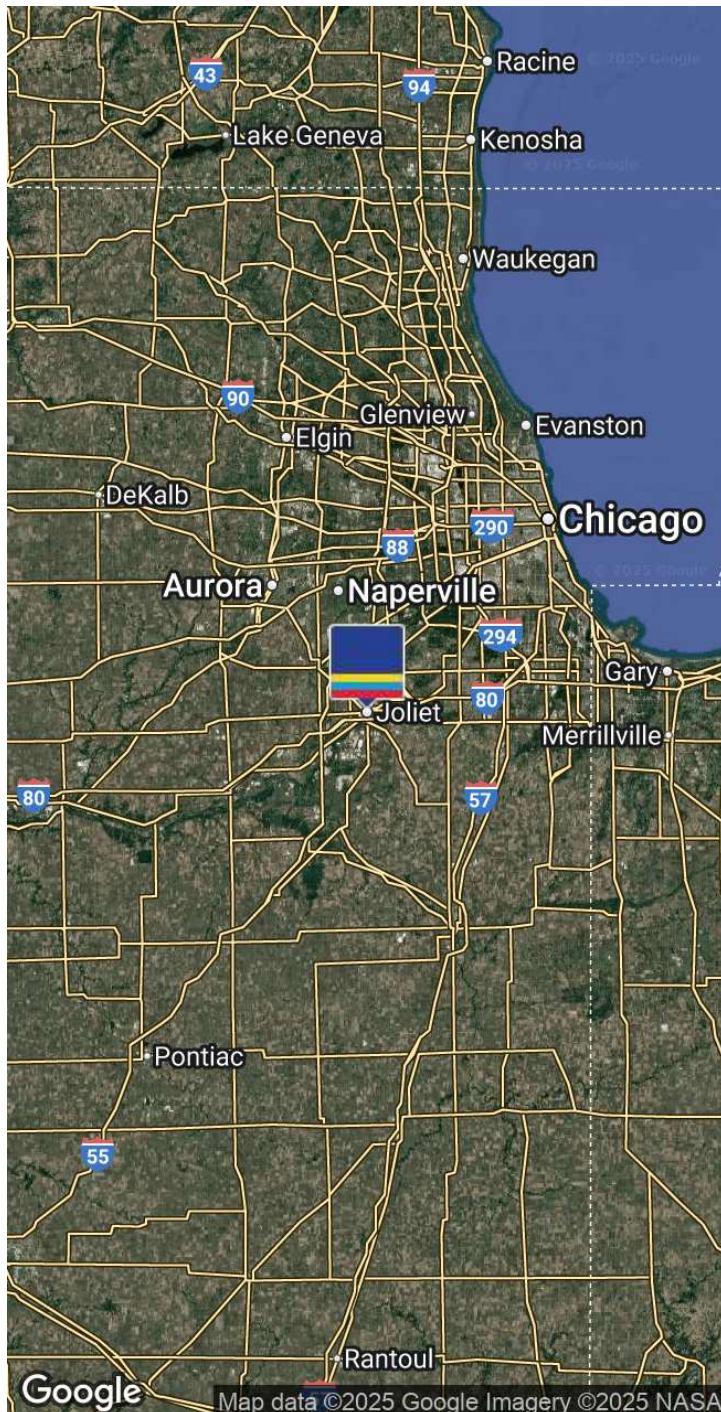 Racine
© 2025 Google
43
94
Lake Geneva
Kenosha
© 2025 Google
Waukegan
90
Glenview
Evanston
Elgin
DeKalb
290
Chicago
88
© 2025 Google
Aurora
Naperville
294
Gary
80
Joliet
Merrillville
80
57
Pontiac
55
Rantoul
Google
Map data ©2025 Google Imagery ©2025 NASA